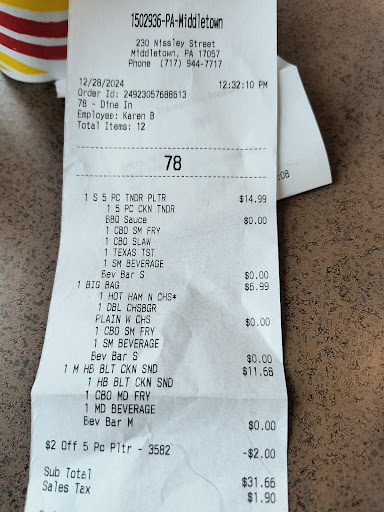 1502936-PA-Middletown
230 Nissley Street
Middletown, PA 17057
Phone (717) 944-7717
12/28/2024 12:32:10 PM
Order Id: 24923057688613
78 - Dine In
Employee: Karen B
Total Items: 12
78
1 S 5 PC TNDR PLTR $14.99
1 5 PC CKN TNDR
BBQ Sauce $0.00
1 CBO SM FRY
1 CBO SLAW
1 TEXAS TST
1 SM BEVERAGE
Bev Bar S $0.00
1 BIG BAG $6.99
1 HOT HAM N CHS*
1 DBL CHSBGR
PLAIN W CHS $0.00
1 CBO SM FRY
1 SM BEVERAGE
Bev Bar S $0.00
1 M HB BLT CKN SND $11.68
1 HB BLT CKN SND
1 CBO MD FRY
1 MD BEVERAGE
Bev Bar M $0.00
$2 Off 5 Pc Pltr - 3582 -$2.00
Sub Total $31.66
Sales Tax $1.90
:08